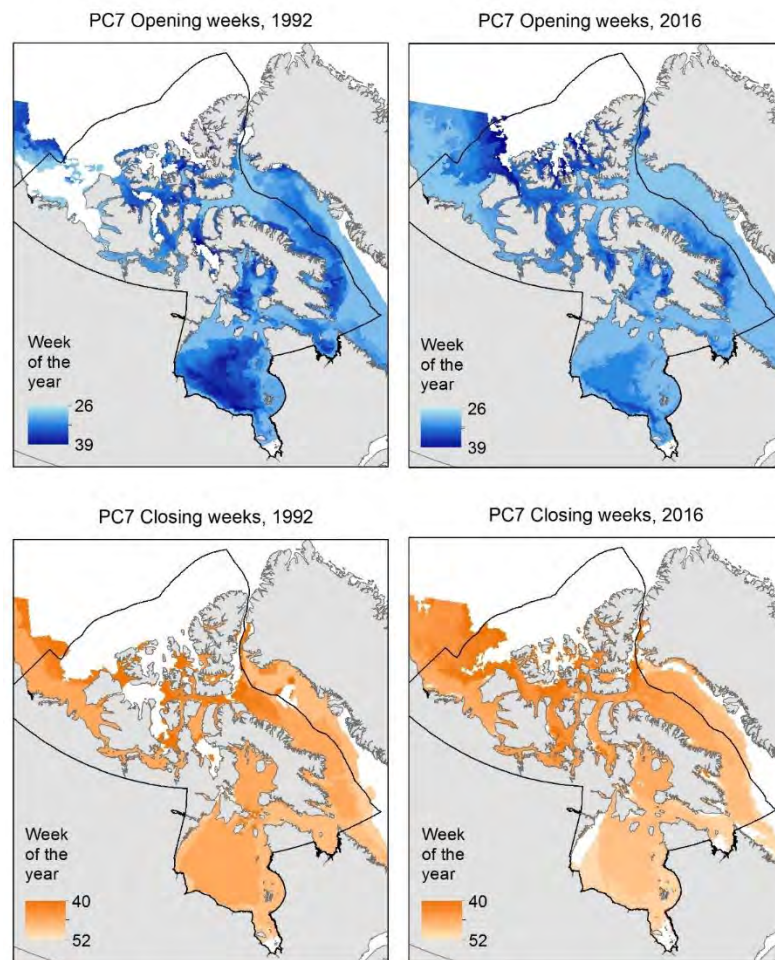 PC7 Opening weeks, 1992
Week
of the
year
26
39
PC7 Opening weeks, 2016
Week
of the
year
26
39
PC7 Closing weeks, 1992
Week
of the
year
40
52
PC7 Closing weeks, 2016
Week
of the
year
40
52